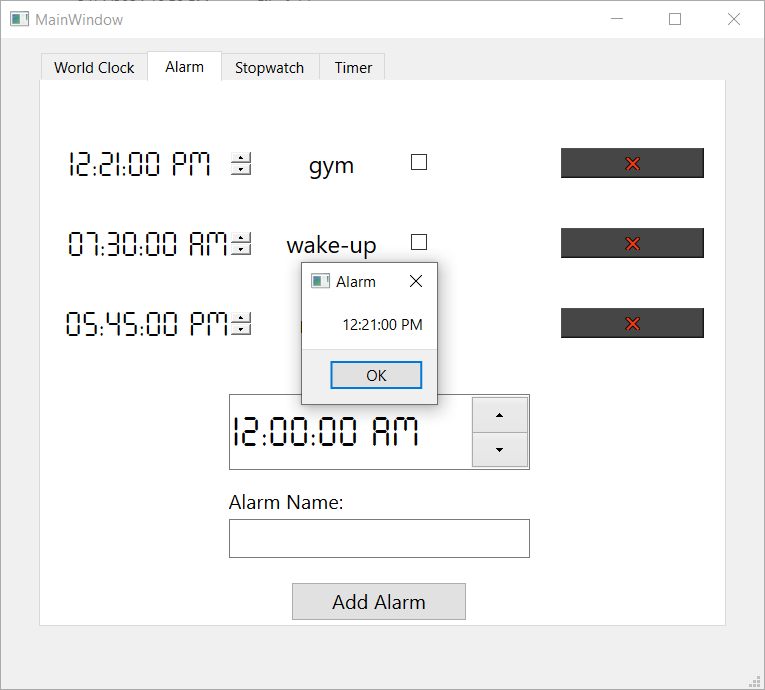 MainWindow
World Clock Alarm Stopwatch Timer
12:21:00 PM gym
07:30:00 AM wake-up
Alarm
12:21:00 PM
05:45:00 PM
OK
12:00:00 AM
Alarm Name:
Add Alarm